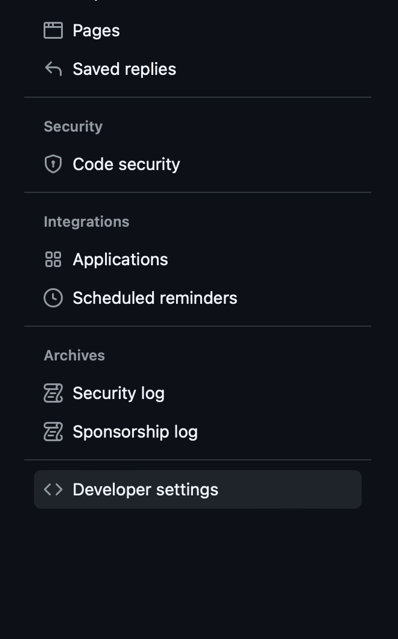 Pages
Saved replies
Security
Code security
Integrations
Applications
Scheduled reminders
Archives
Security log
Sponsorship log
Developer settings